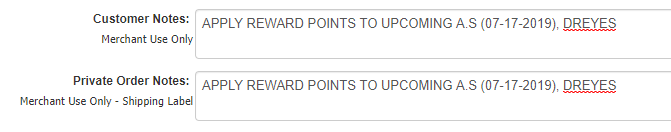 Customer Notes: APPLY REWARD POINTS TO UPCOMING A.S (07-17-2019), DREYES
Merchant Use Only
Private Order Notes: APPLY REWARD POINTS TO UPCOMING A.S (07-17-2019), DREYES
Merchant Use Only - Shipping Label